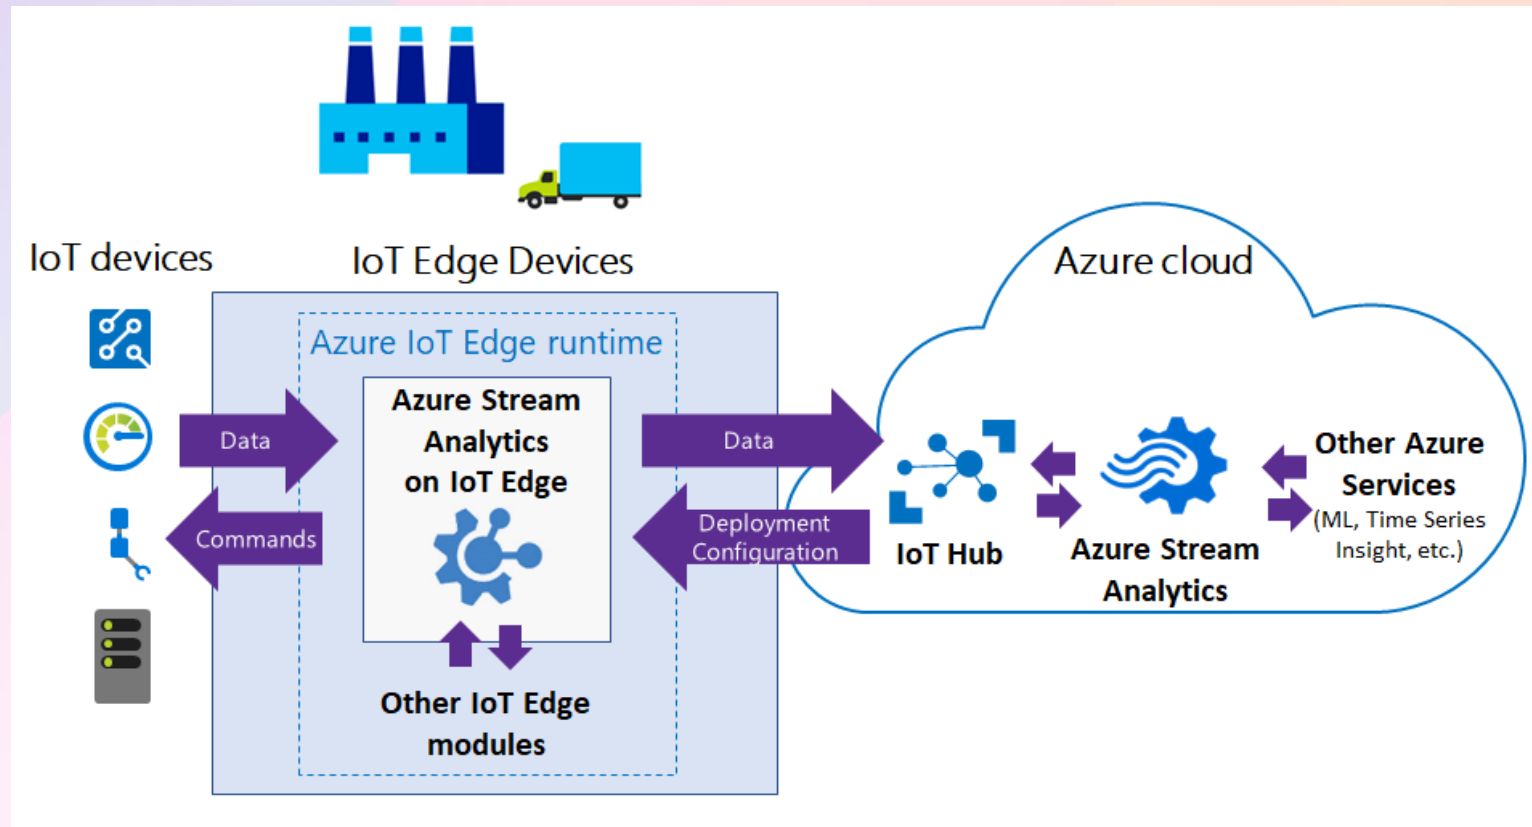 IoT devices
IoT Edge Devices
Azure cloud
Azure IoT Edge runtime
Azure Stream
Analytics
on IoT Edge
Data
Commands
Other IoT Edge
modules
Data
Deployment
Configuration
IoT Hub
Azure Stream
Analytics
Other Azure
Services
(ML, Time Series
Insight, etc.)